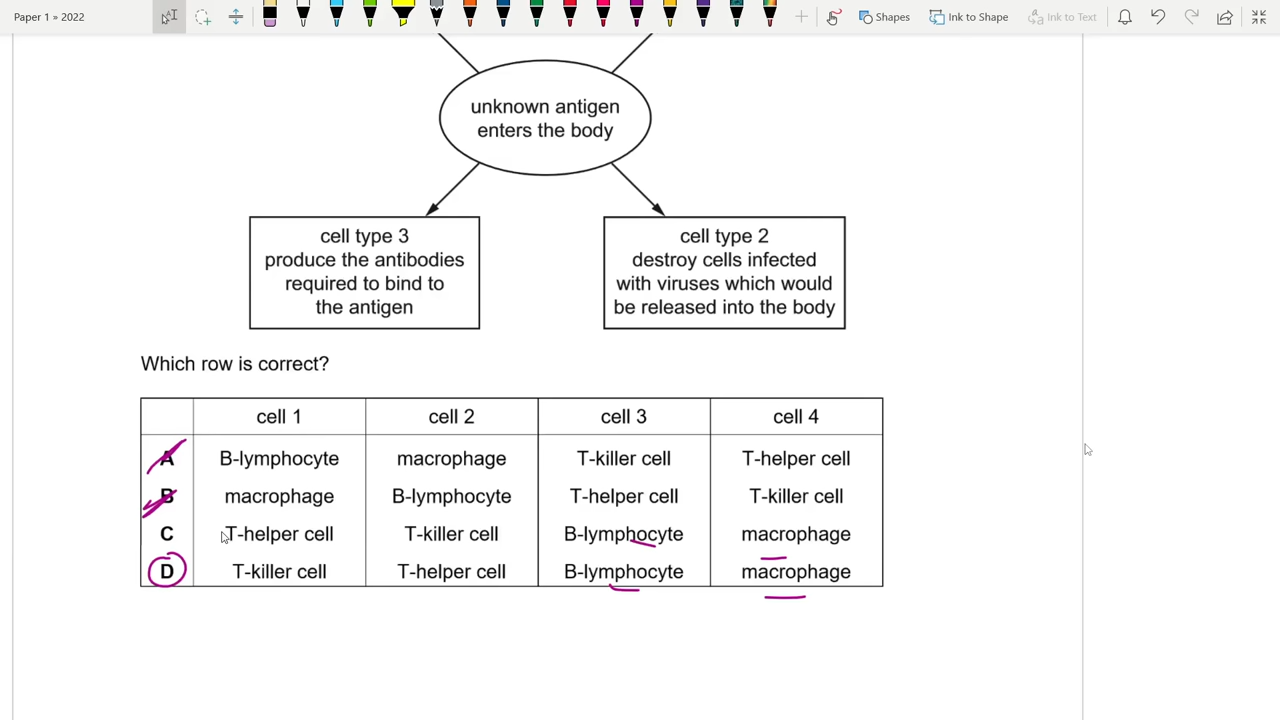 Paper 1 » 2022
Shapes
Ink to Shape
Ink to Text
unknown antigen
enters the body
cell type 3
produce the antibodies
required to bind to
the antigen
cell type 2
destroy cells infected
with viruses which would
be released into the body
Which row is correct?
cell 1 cell 2 cell 3 cell 4
A B-lymphocyte macrophage T-killer cell T-helper cell
B macrophage B-lymphocyte T-helper cell T-killer cell
C T-helper cell T-killer cell B-lymphocyte macrophage
D T-killer cell T-helper cell B-lymphocyte macrophage